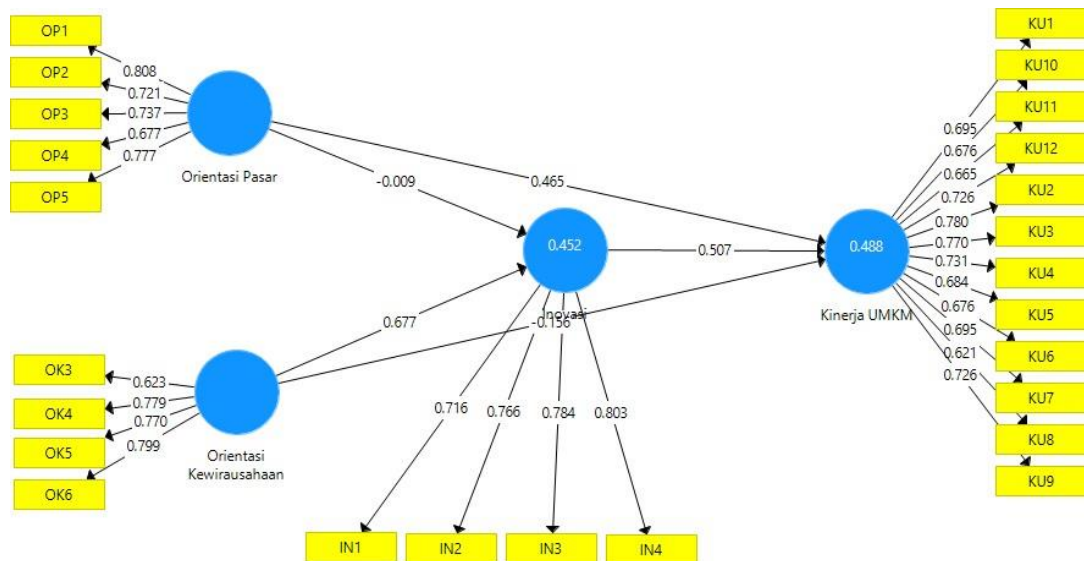 OP1
OP2
OP3
OP4
OP5
0.808
0.721
0.737
0.677
0.777
Orientasi Pasar
-0.009
0.465
0.452
Inovasi
0.507
0.488
Kinerja UMKM
0.677
-0.156
OK3
OK4
OK5
OK6
0.623
0.779
0.770
0.799
Orientasi
Kewirausahaan
0.716
0.766
0.784
0.803
IN1
IN2
IN3
IN4
0.695
0.676
0.665
0.726
0.780
0.770
0.731
0.684
0.676
0.695
0.621
0.726
KU1
KU10
KU11
KU12
KU2
KU3
KU4
KU5
KU6
KU7
KU8
KU9